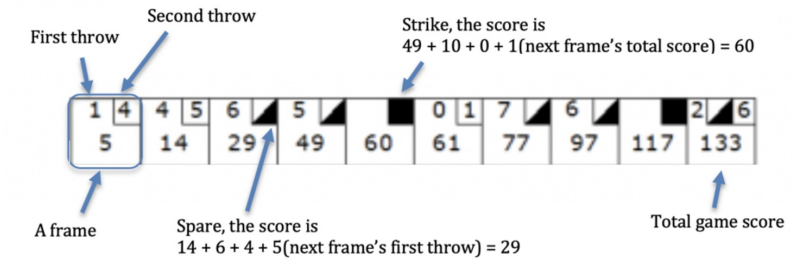 Second throw
First throw
Strike, the score is
49 + 10 + 0 + 1(next frame's total score) = 60
1 4 4 5 6 5 0 1 7 6 2 6
5 14 29 49 60 61 77 97 117 133
A frame
Spare, the score is
14 + 6 + 4 + 5(next frame's first throw) = 29
Total game score